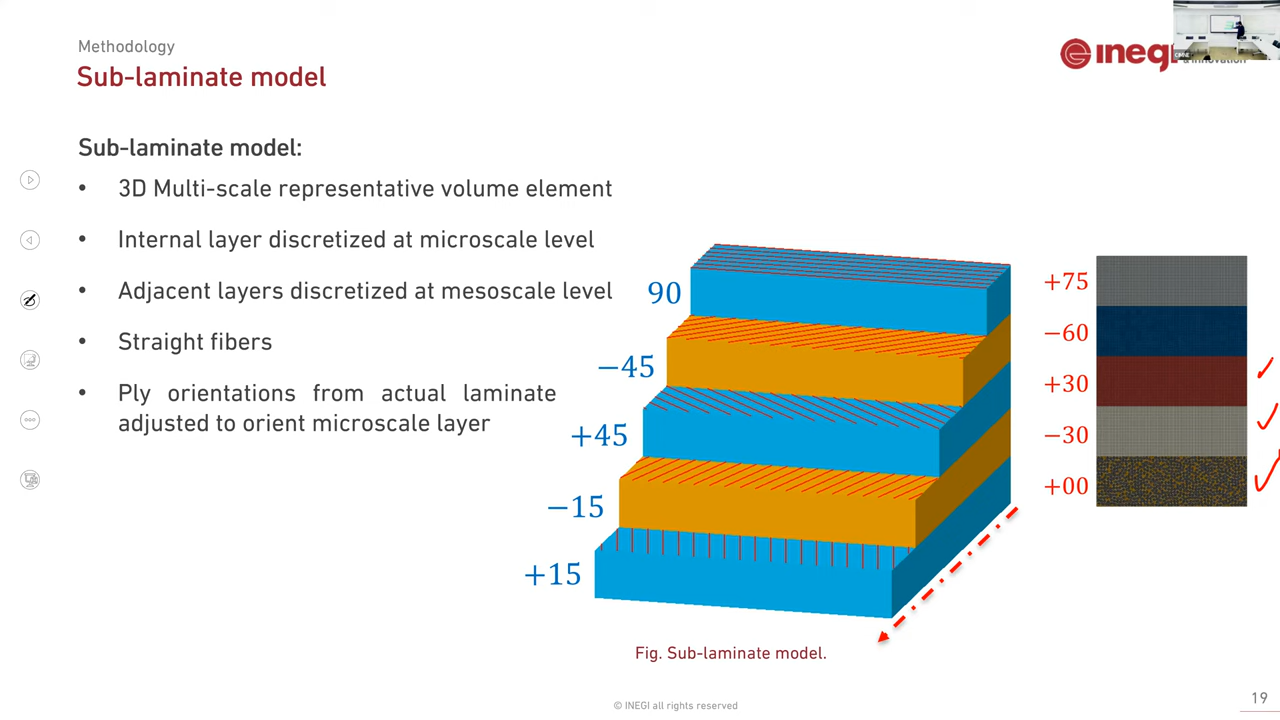 Methodology
Sub-laminate model
inegi
& innovation
Sub-laminate model:
• 3D Multi-scale representative volume element
• Internal layer discretized at microscale level
• Adjacent layers discretized at mesoscale level
• Straight fibers
• Ply orientations from actual laminate
adjusted to orient microscale layer
90
−45
+45
−15
+15
+75
−60
+30
−30
+00
Fig. Sub-laminate model.
© INEGI all rights reserved
19